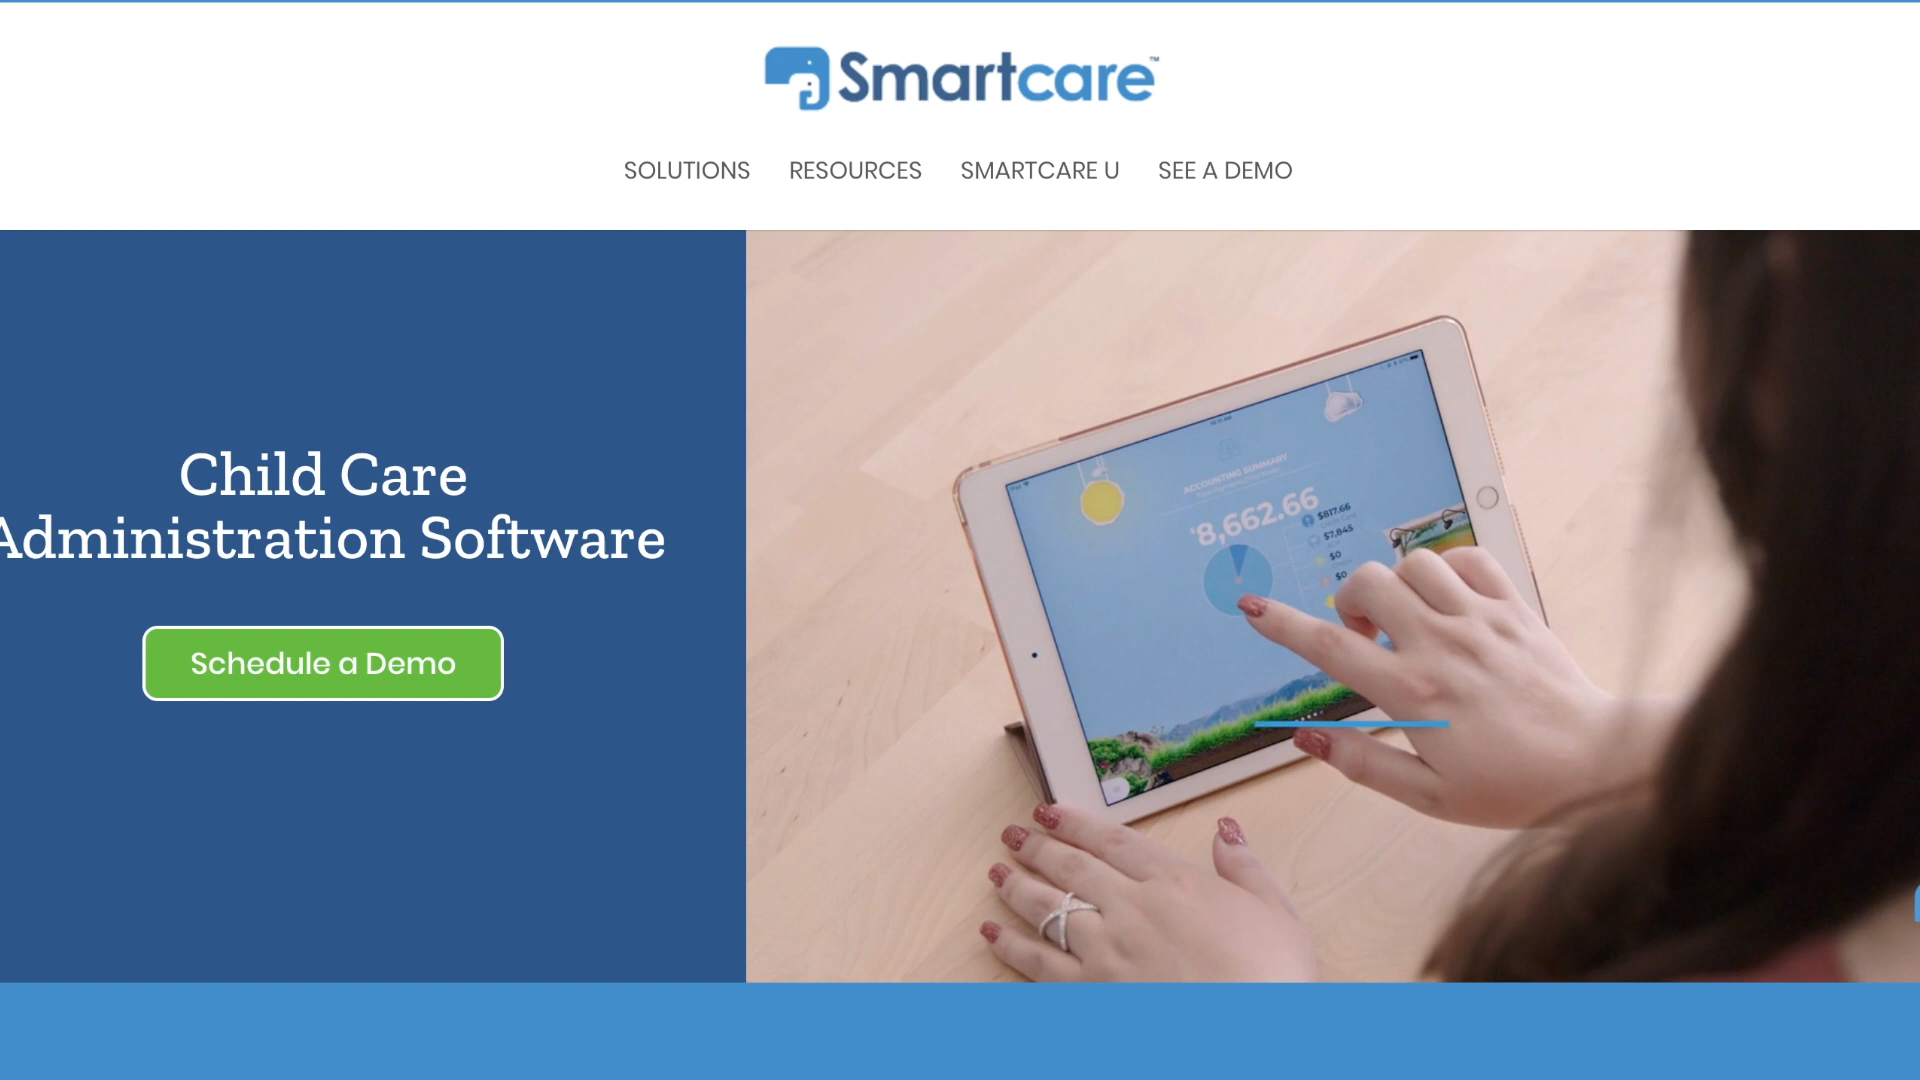 Smartcare™
SOLUTIONS RESOURCES SMARTCARE U SEE A DEMO
Child Care
Administration Software
Schedule a Demo
ACCOUNTING SUMMARY
$8,662.66
$817.66
$7,845
$0
$0